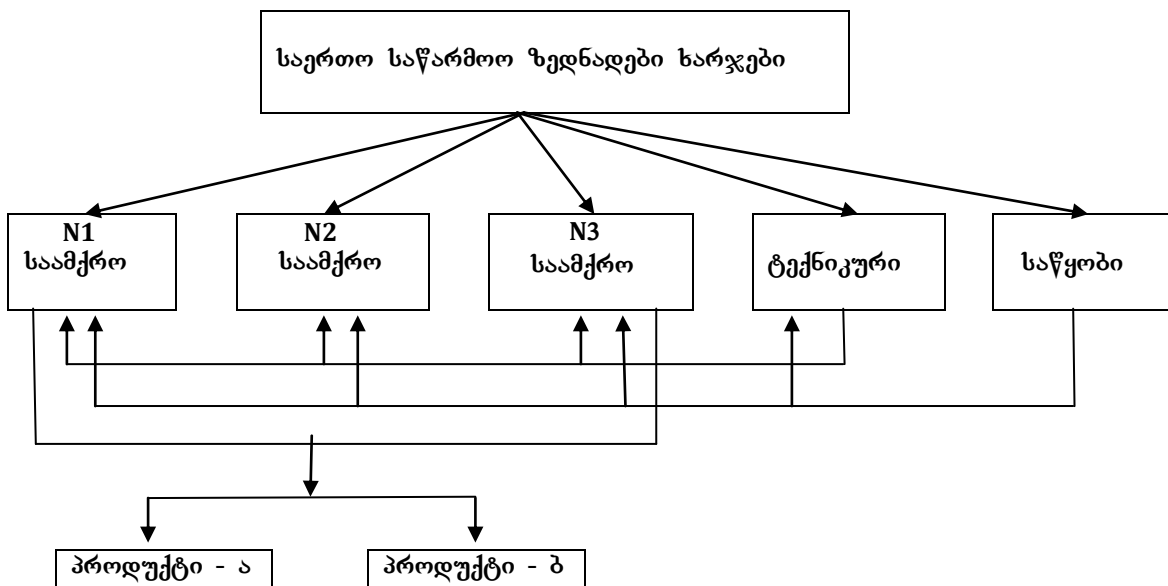 საერთო საწარმოო ზედნადები ხარჯები
N1
საამქრო
N2
საამქრო
N3
საამქრო
ტექნიკური
საწყობი
პროდუქტი - ა
პროდუქტი - ბ